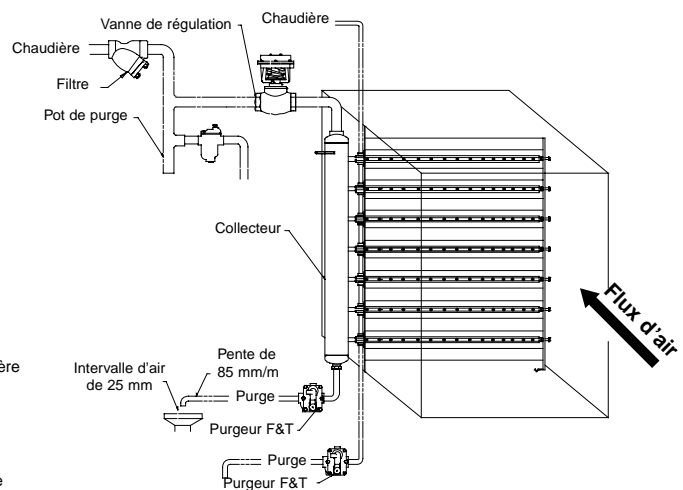 Vanne de régulation
Chaudière
Chaudière
Filtre
Pot de purge
Collecteur
Flux d'air
ère
Intervalle d'air
de 25 mm
Pente de
85 mm/m
Purge
Purgeur F&T
Purge
Purgeur F&T
e